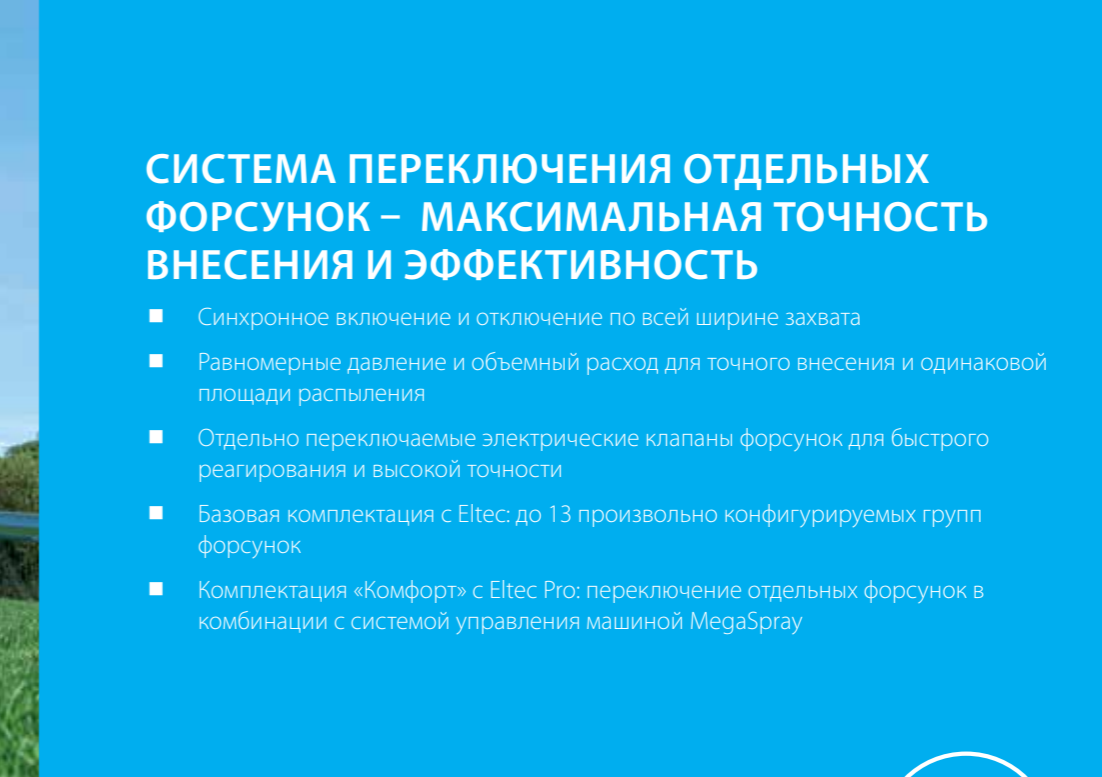 СИСТЕМА ПЕРЕКЛЮЧЕНИЯ ОТДЕЛЬНЫХ
ФОРСУНОК – МАКСИМАЛЬНАЯ ТОЧНОСТЬ
ВНЕСЕНИЯ И ЭФФЕКТИВНОСТЬ
Синхронное включение и отключение по всей ширине захвата
Равномерные давление и объемный расход для точного внесения и одинаковой
площади распыления
Отдельно переключаемые электрические клапаны форсунок для быстрого
реагирования и высокой точности
Базовая комплектация с Eltec: до 13 произвольно конфигурируемых групп
форсунок
Комплектация «Комфорт» с Eltec Pro: переключение отдельных форсунок в
комбинации с системой управления машиной MegaSpray